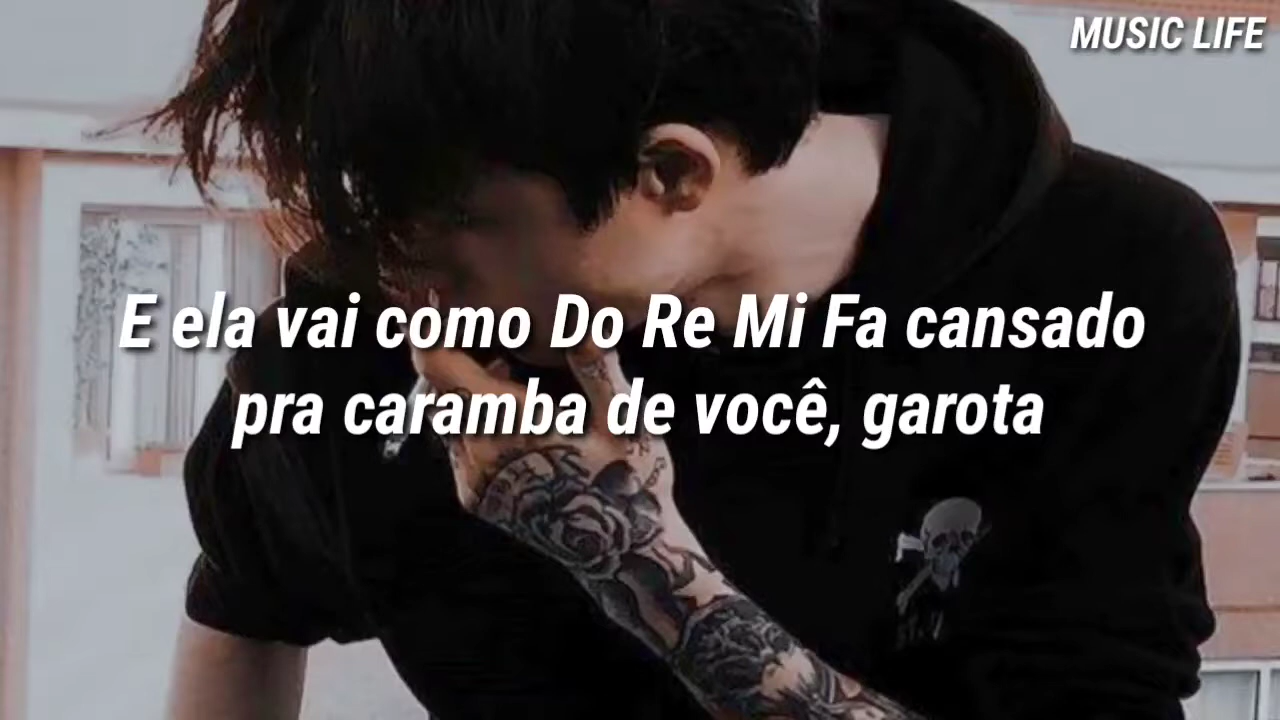 MUSIC LIFE
E ela vai como Do Re Mi Fa cansado
pra caramba de você, garota